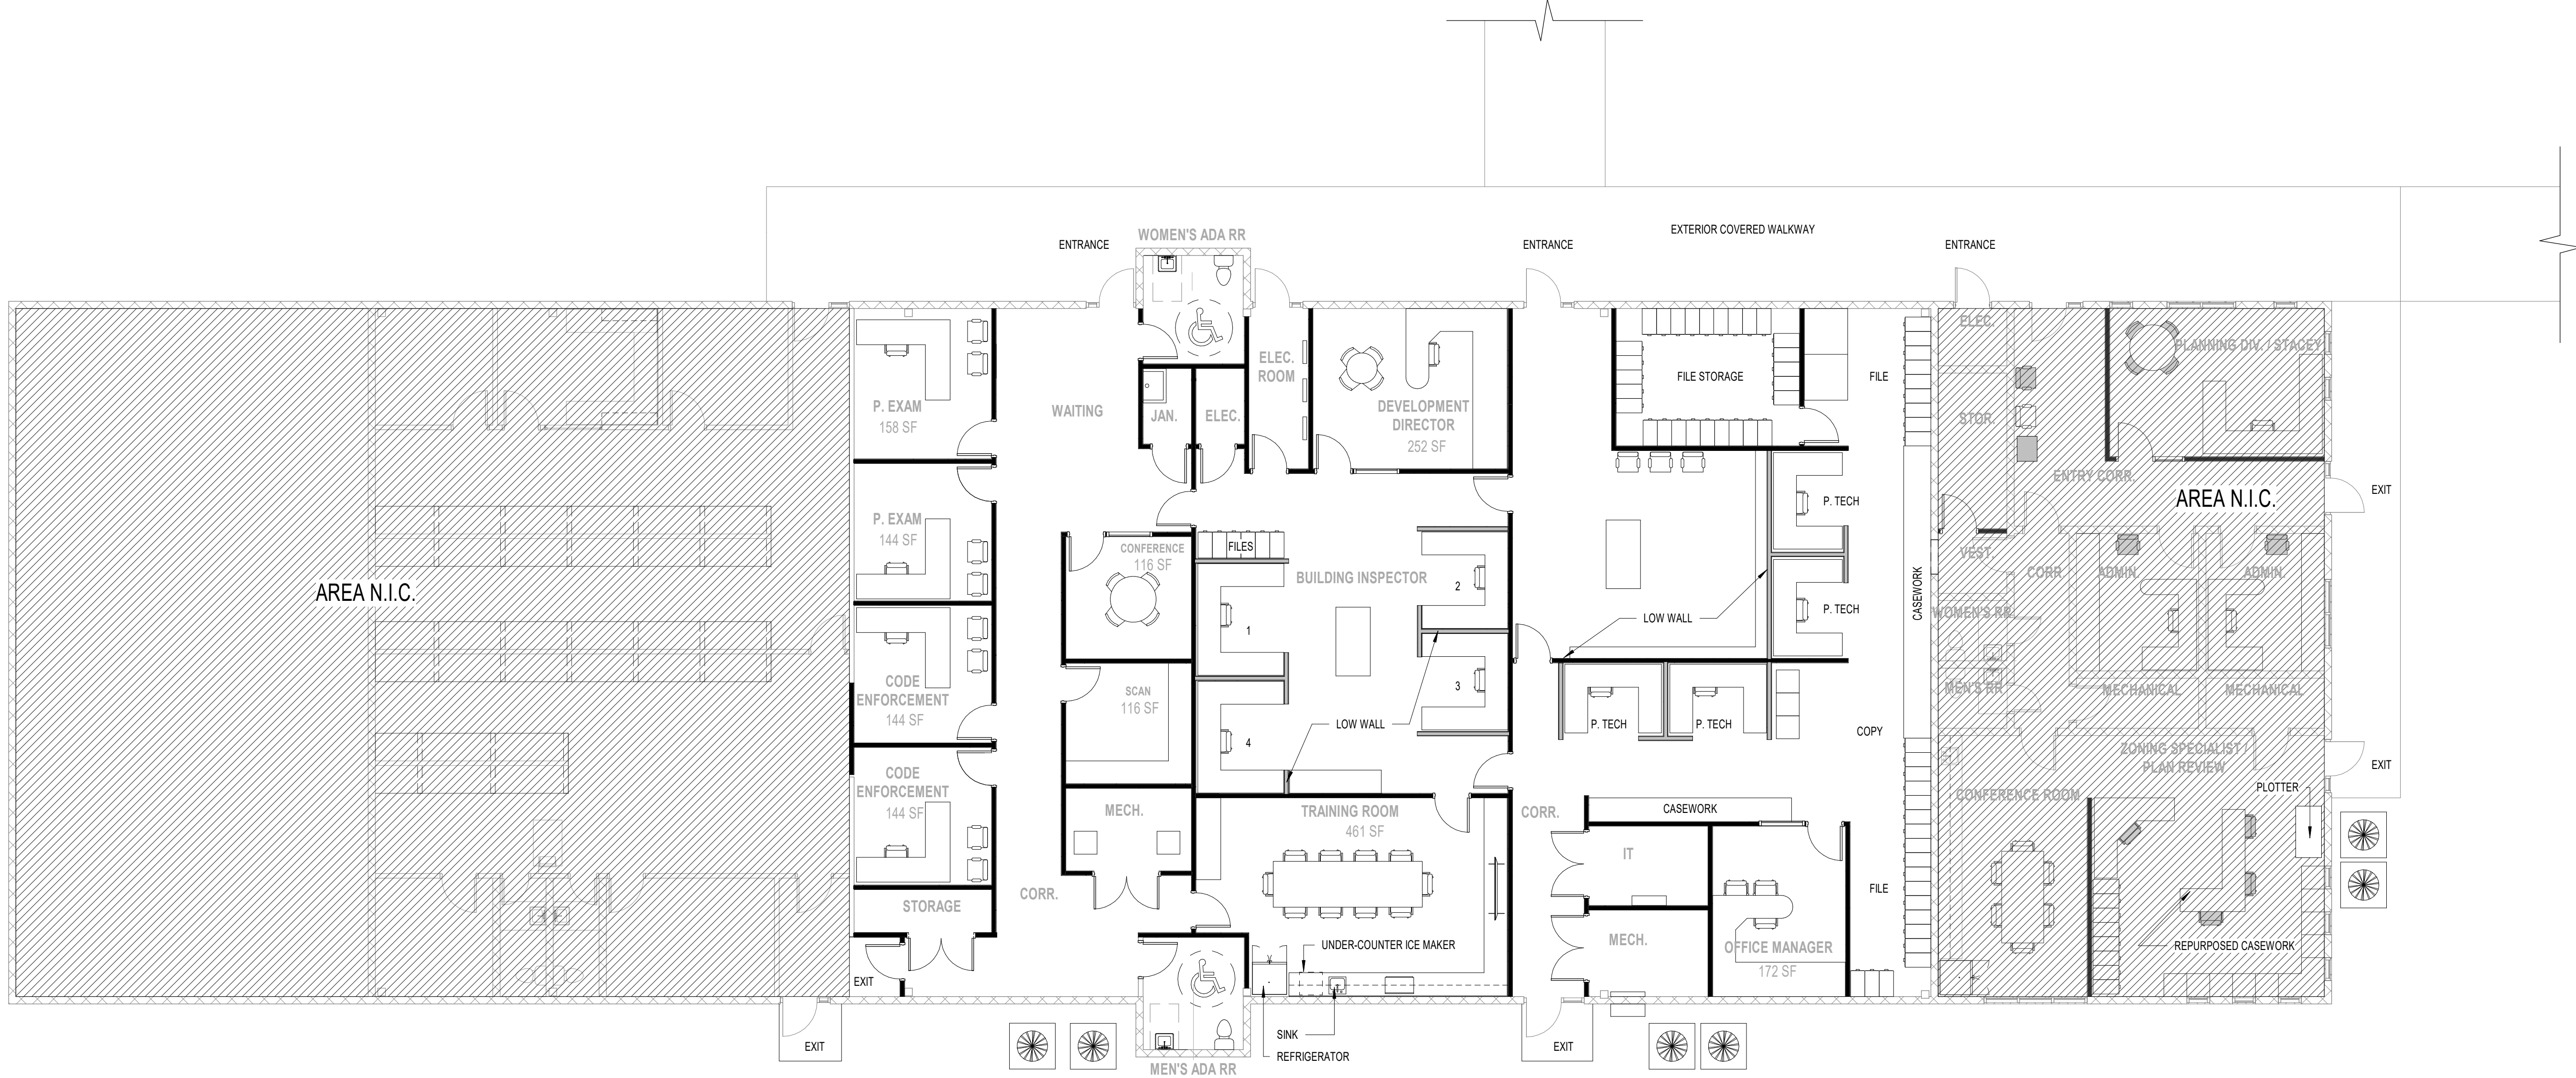 WOMEN'S ADA RR
ENTRANCE
ENTRANCE
EXTERIOR COVERED WALKWAY
ENTRANCE
ELEC.
PLANNING DIV. / STACEY
ELEC.
ROOM
FILE STORAGE
FILE
P. EXAM
158 SF
WAITING
JAN.
ELEC.
DEVELOPMENT
DIRECTOR
252 SF
STOR.
ENTRY CORR.
EXIT
AREA N.I.C.
P. TECH
P. EXAM
144 SF
CONFERENCE
116 SF
FILES
BUILDING INSPECTOR
2
VEST.
CORR.
ADMIN.
ADMIN.
AREA N.I.C.
CASEWORK
P. TECH
WOMEN'S RR
LOW WALL
1
CODE
ENFORCEMENT
144 SF
SCAN
116 SF
3
MEN'S RR
MECHANICAL
MECHANICAL
LOW WALL
P. TECH
P. TECH
COPY
4
ZONING SPECIALIST /
PLAN REVIEW
EXIT
CODE
ENFORCEMENT
144 SF
PLOTTER
CONFERENCE ROOM
MECH.
TRAINING ROOM
461 SF
CORR.
CASEWORK
IT
CORR.
FILE
STORAGE
UNDER-COUNTER ICE MAKER
MECH.
OFFICE MANAGER
172 SF
REPURPOSED CASEWORK
EXIT
SINK
EXIT
EXIT
REFRIGERATOR
MEN'S ADA RR